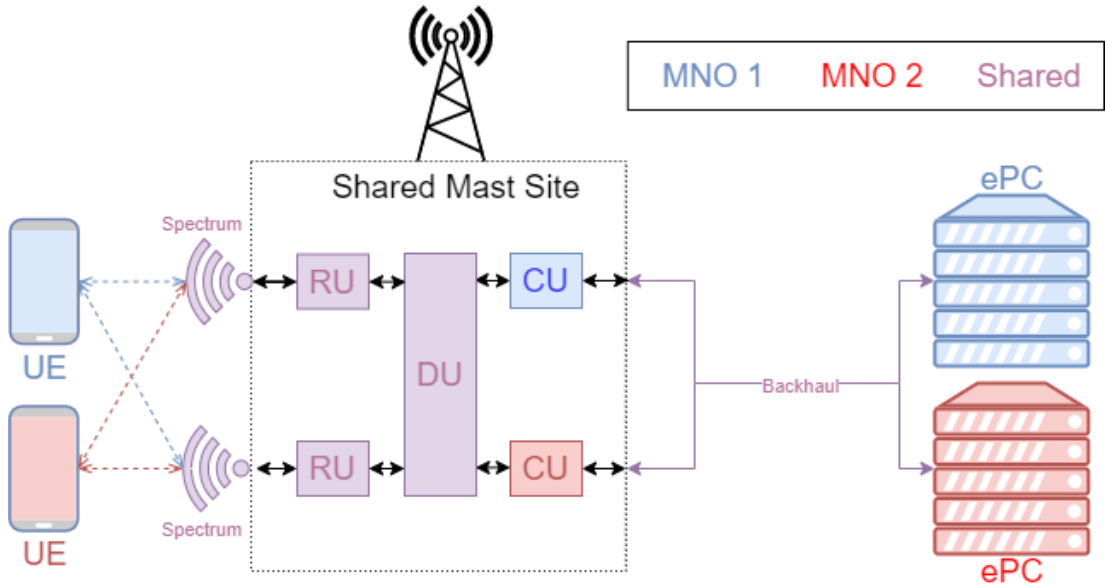 MNO 1 MNO 2 Shared
Shared Mast Site
ePC
Spectrum
RU
CU
UE
DU
Backhaul
RU
CU
Spectrum
UE
ePC